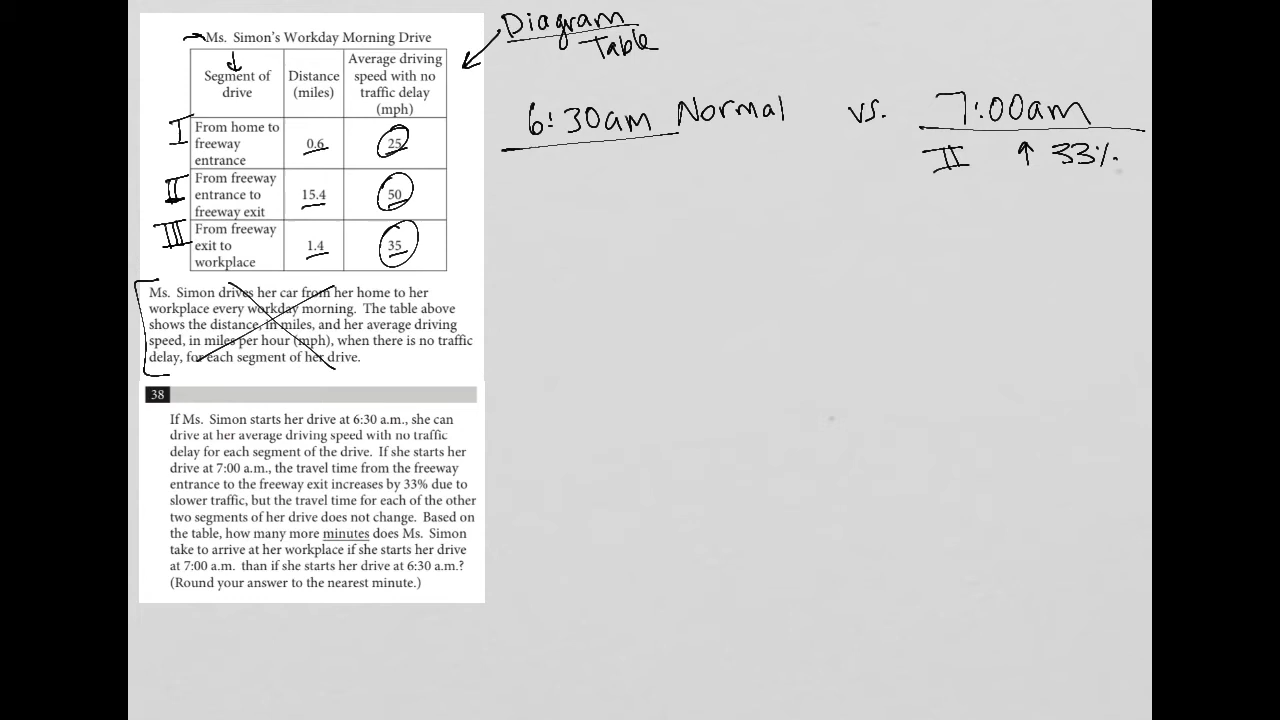 Ms. Simon's Workday Morning Drive
Segment of drive
Distance (miles)
Average driving speed with no traffic delay (mph)
I
From home to freeway entrance
0.6
25
II
From freeway entrance to freeway exit
15.4
50
III
From freeway exit to workplace
1.4
35
Ms. Simon drives her car from her home to her
workplace every workday morning. The table above
shows the distance, in miles, and her average driving
speed, in miles per hour (mph), when there is no traffic
delay, for each segment of her drive.
38
If Ms. Simon starts her drive at 6:30 a.m., she can
drive at her average driving speed with no traffic
delay for each segment of the drive. If she starts her
drive at 7:00 a.m., the travel time from the freeway
entrance to the freeway exit increases by 33% due to
slower traffic, but the travel time for each of the other
two segments of her drive does not change. Based on
the table, how many more minutes does Ms. Simon
take to arrive at her workplace if she starts her drive
at 7:00 a.m. than if she starts her drive at 6:30 a.m.?
(Round your answer to the nearest minute.)
Diagram
Table
6:30am Normal vs. 7:00am
II ↑ 33%